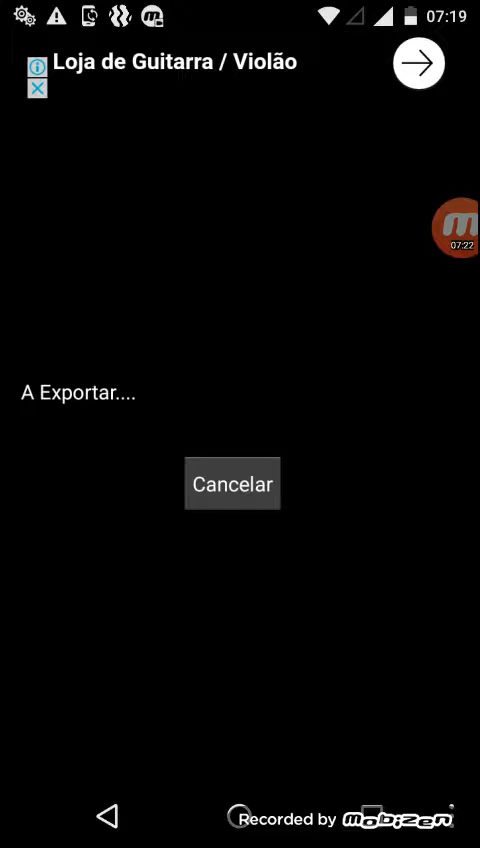 07:19
Loja de Guitarra / Violão
07:22
A Exportar....
Cancelar
Recorded by mobizen